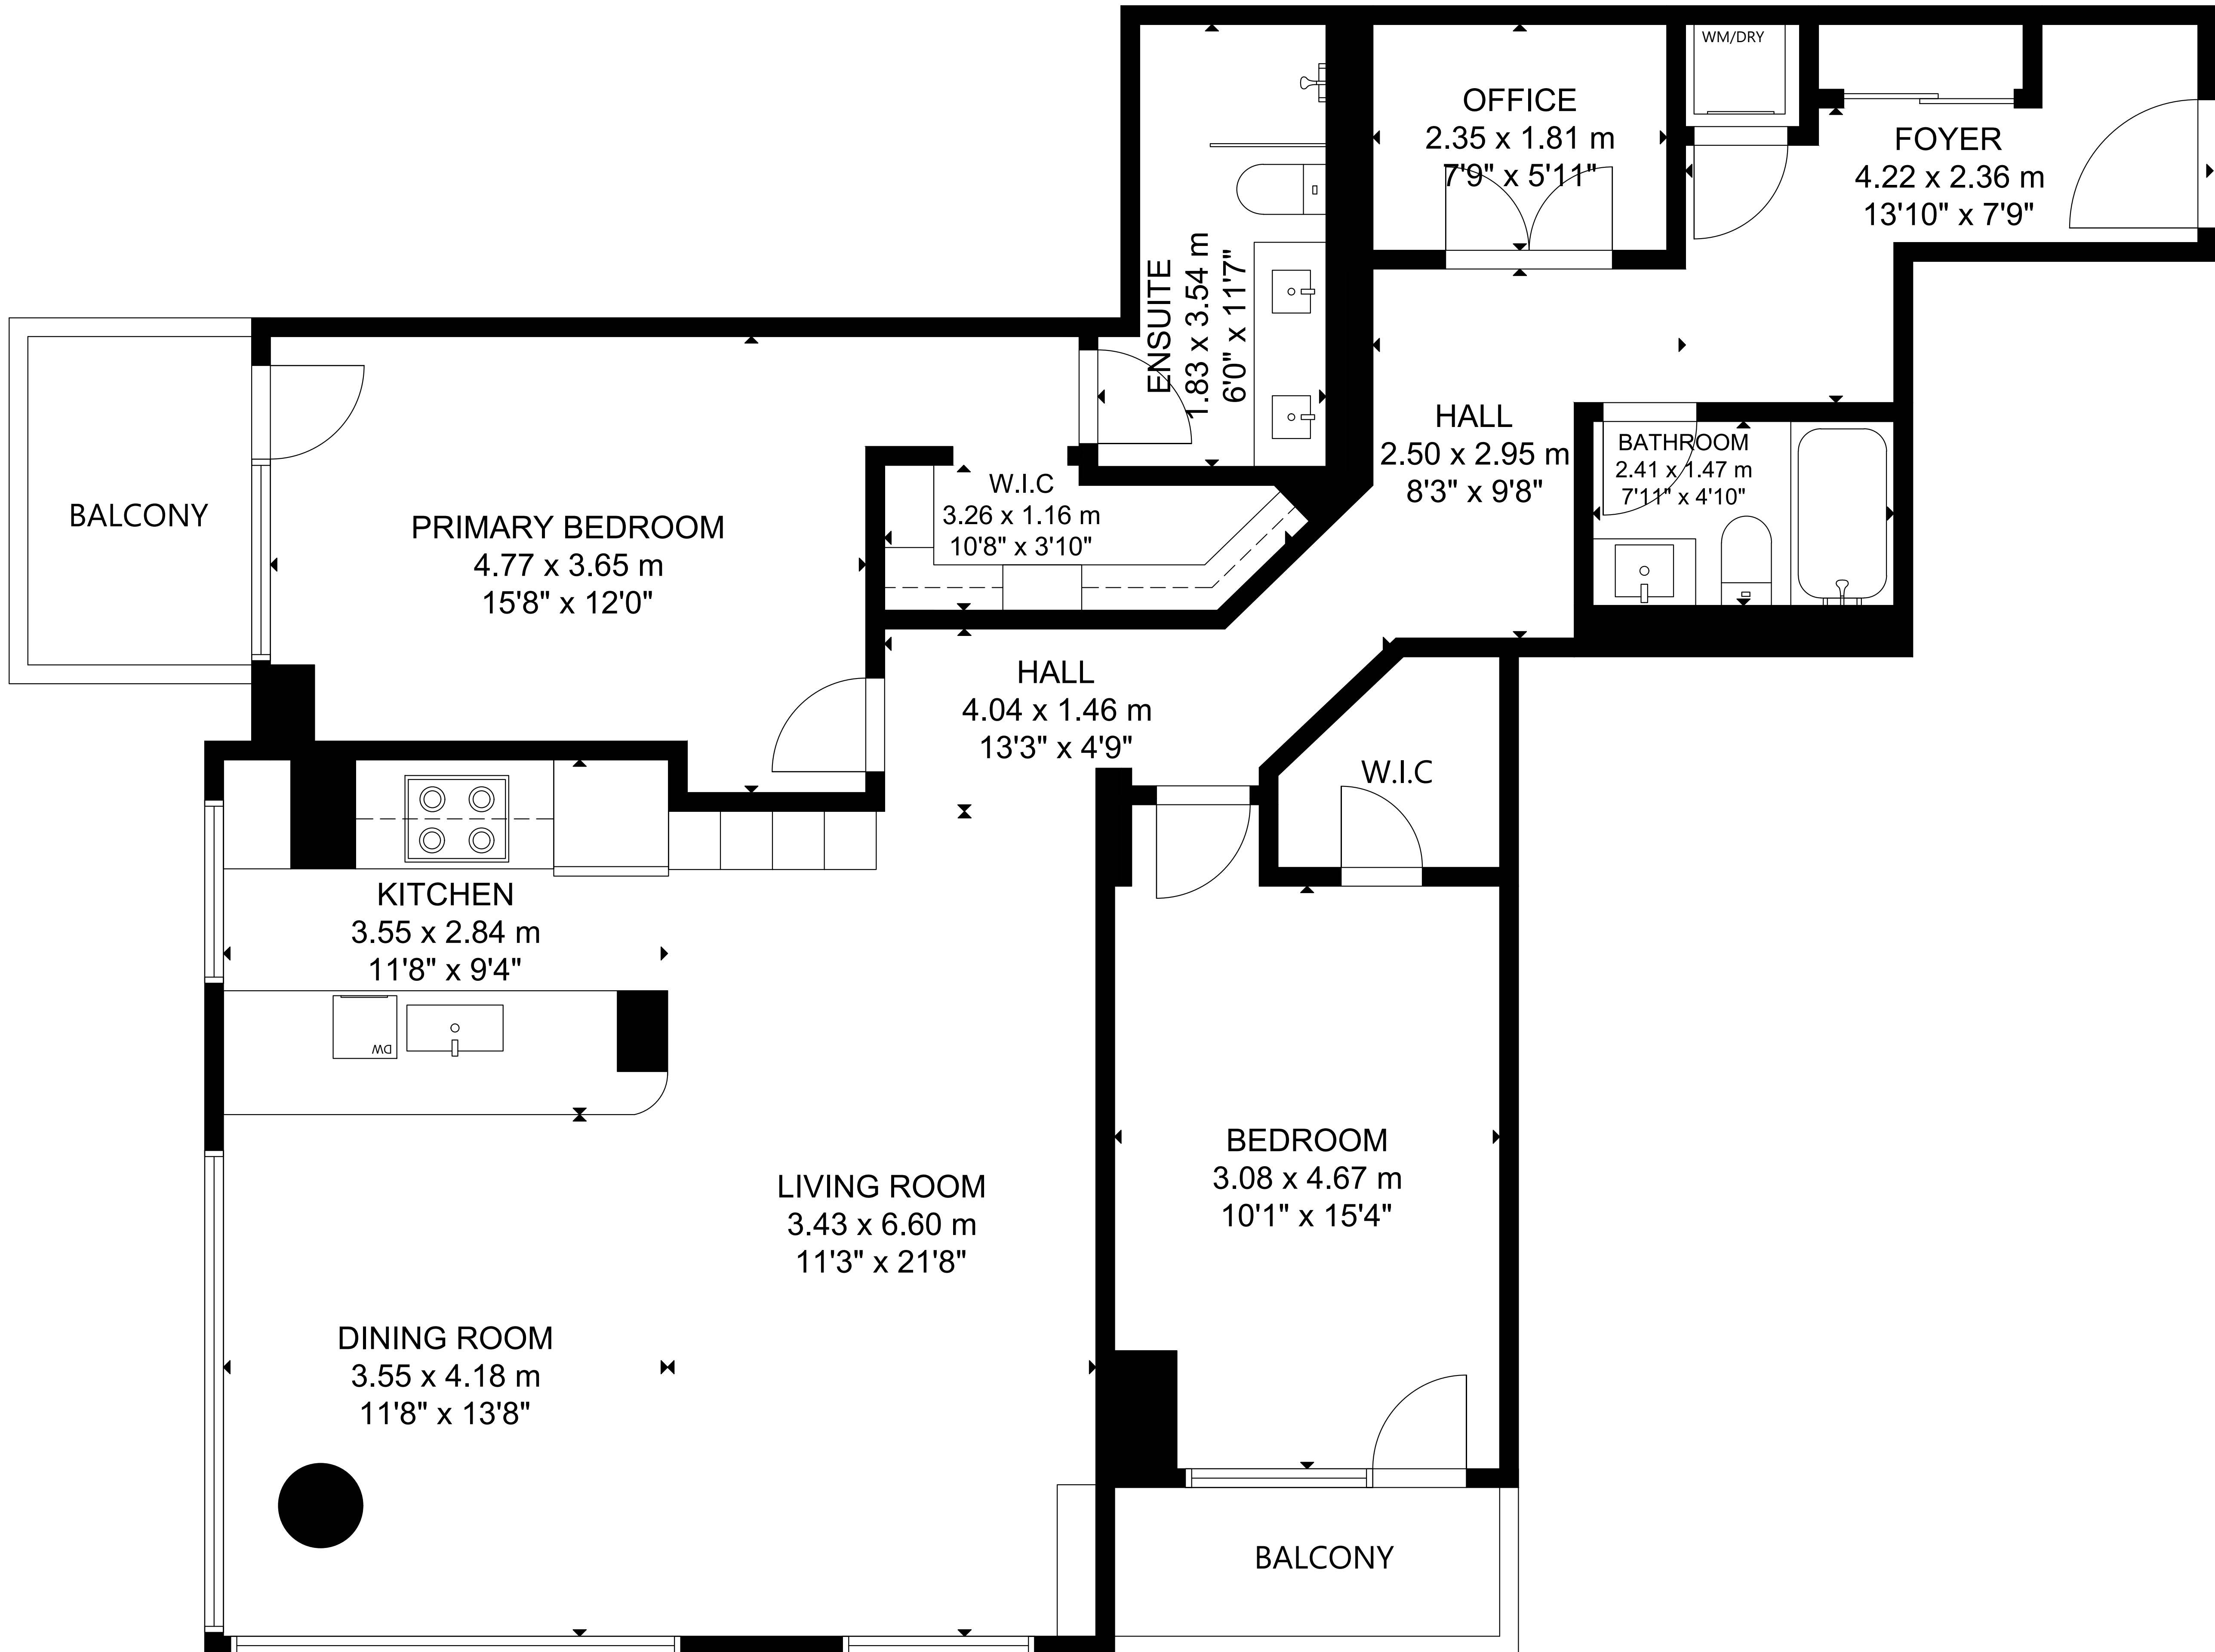 WM/DRY
OFFICE
2.35 x 1.81 m
7'9" x 5'11"
FOYER
4.22 x 2.36 m
13'10" x 7'9"
ENSUITE
1.83 x 3.54 m
6'0" x 11'7"
HALL
2.50 x 2.95 m
8'3" x 9'8"
BATHROOM
2.41 x 1.47 m
7'11" x 4'10"
W.I.C
3.26 x 1.16 m
10'8" x 3'10"
BALCONY
PRIMARY BEDROOM
4.77 x 3.65 m
15'8" x 12'0"
HALL
4.04 x 1.46 m
13'3" x 4'9"
W.I.C
KITCHEN
3.55 x 2.84 m
11'8" x 9'4"
DW
BEDROOM
3.08 x 4.67 m
10'1" x 15'4"
LIVING ROOM
3.43 x 6.60 m
11'3" x 21'8"
DINING ROOM
3.55 x 4.18 m
11'8" x 13'8"
BALCONY